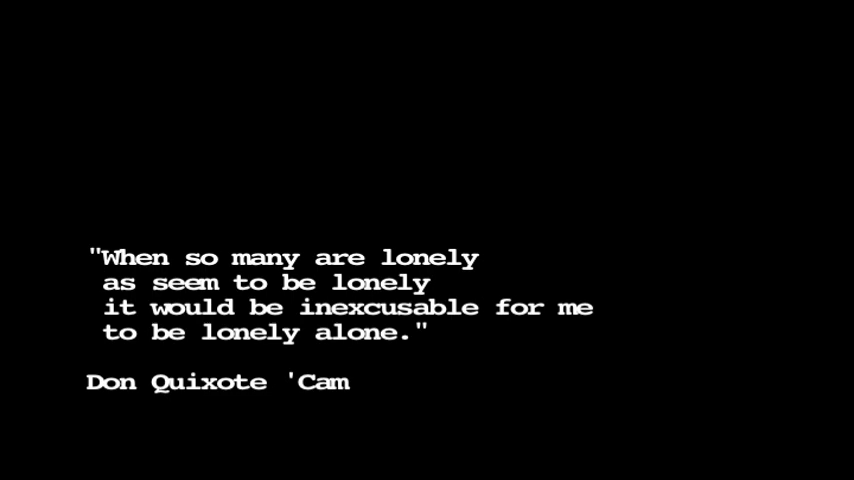 "When so many are lonely
as seem to be lonely
it would be inexcusable for me
to be lonely alone."
Don Quixote 'Cam